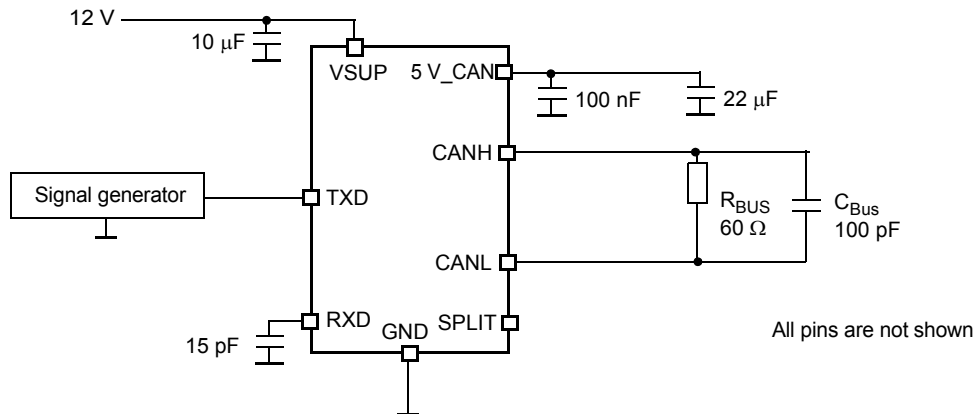 12 V
10 μF
VSUP
5 V_CAN
100 nF
22 μF
CANH
Signal generator
TXD
R_BUS
60 Ω
C_Bus
100 pF
CANL
RXD
GND
SPLIT
15 pF
All pins are not shown